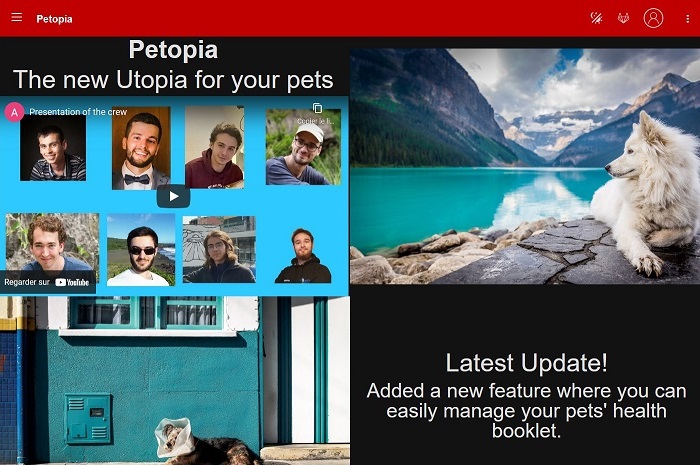 Petopia
Petopia
The new Utopia for your pets
A
Presentation of the crew
Copier le li...
Regarder sur YouTube
Latest Update!
Added a new feature where you can
easily manage your pets' health
booklet.